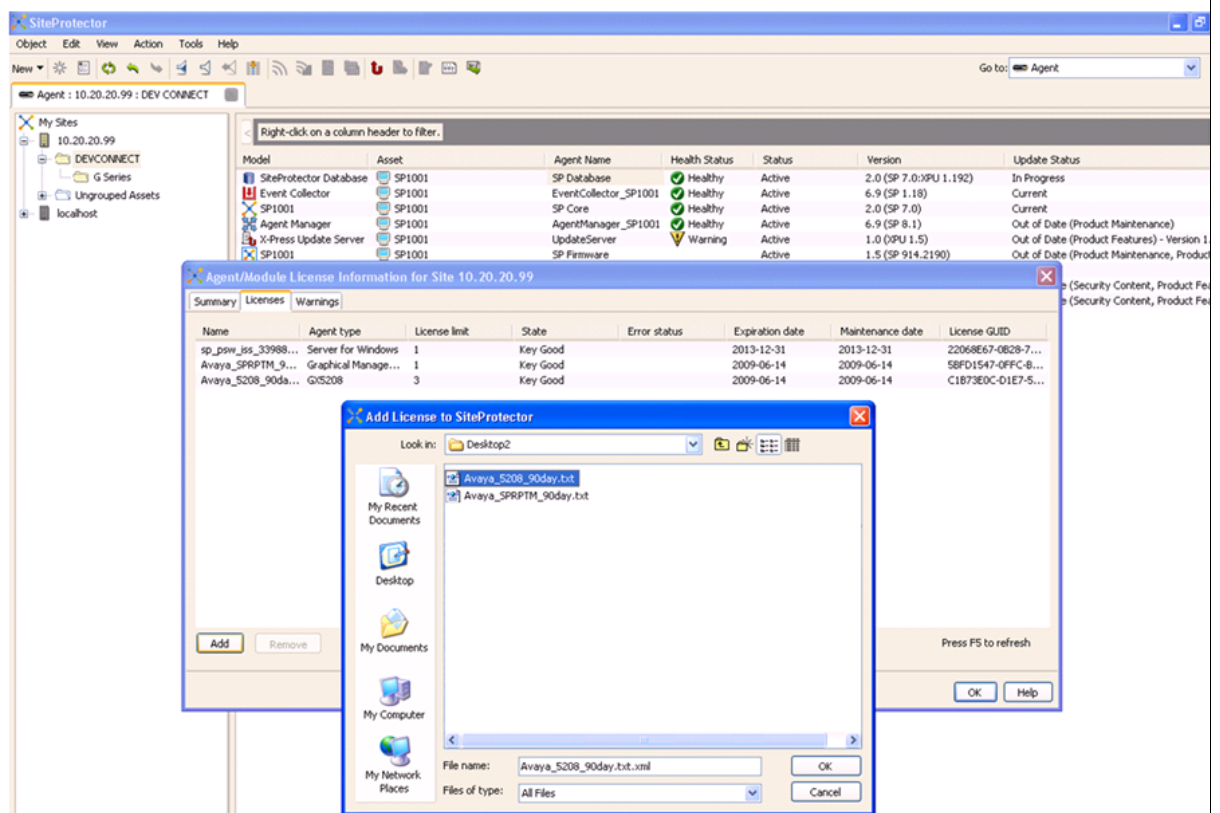 SiteProtector
Object Edit View Action Tools Help
New Go to: Agent
Agent : 10.20.20.99 : DEV CONNECT
My Sites
10.20.20.99
DEVCONNECT
G Series
Ungrouped Assets
localhost
Right-click on a column header to filter.
Model Asset Agent Name Health Status Status Version Update Status
SiteProtector Database SP1001 SP Database Healthy Active 2.0 (SP 7.0:XPU 1.192) In Progress
Event Collector SP1001 EventCollector_SP1001 Healthy Active 6.9 (SP 1.18) Current
SP1001 SP1001 SP Core Healthy Active 2.0 (SP 7.0) Current
Agent Manager SP1001 AgentManager_SP1001 Healthy Active 6.9 (SP 8.1) Out of Date (Product Maintenance)
X-Press Update Server SP1001 UpdateServer Warning Active 1.0 (XPU 1.5) Out of Date (Product Features) - Version 1.
SP1001 SP1001 SP Firmware Active 1.5 (SP 914.2190) Out of Date (Product Maintenance, Product
e (Security Content, Product Fea
e (Security Content, Product Fea
Agent/Module License Information for Site 10.20.20.99
Summary Licenses Warnings
Name Agent type License limit State Error status Expiration date Maintenance date License GUID
sp_psw_iss_33988... Server for Windows 1 Key Good 2013-12-31 2013-12-31 22068E67-0B28-7...
Avaya_SPRPTM_9... Graphical Manage... 1 Key Good 2009-06-14 2009-06-14 5BFD1547-0FFC-B...
Avaya_5208_90da... GX5208 3 Key Good 2009-06-14 2009-06-14 C1B73E0C-D1E7-5...
Add Remove Press F5 to refresh
OK Help
Add License to SiteProtector
Look in: Desktop2
My Recent Documents
Desktop
My Documents
My Computer
My Network Places
Avaya_5208_90day.txt
Avaya_SPRPTM_90day.txt
File name: Avaya_5208_90day.txt.xml OK
Files of type: All Files Cancel